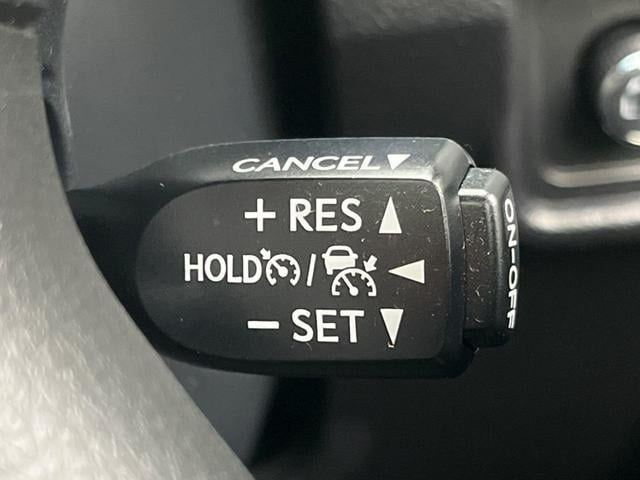 CANCEL▼
+ RES ▲
HOLD / ◀
- SET ▼
ON-OFF